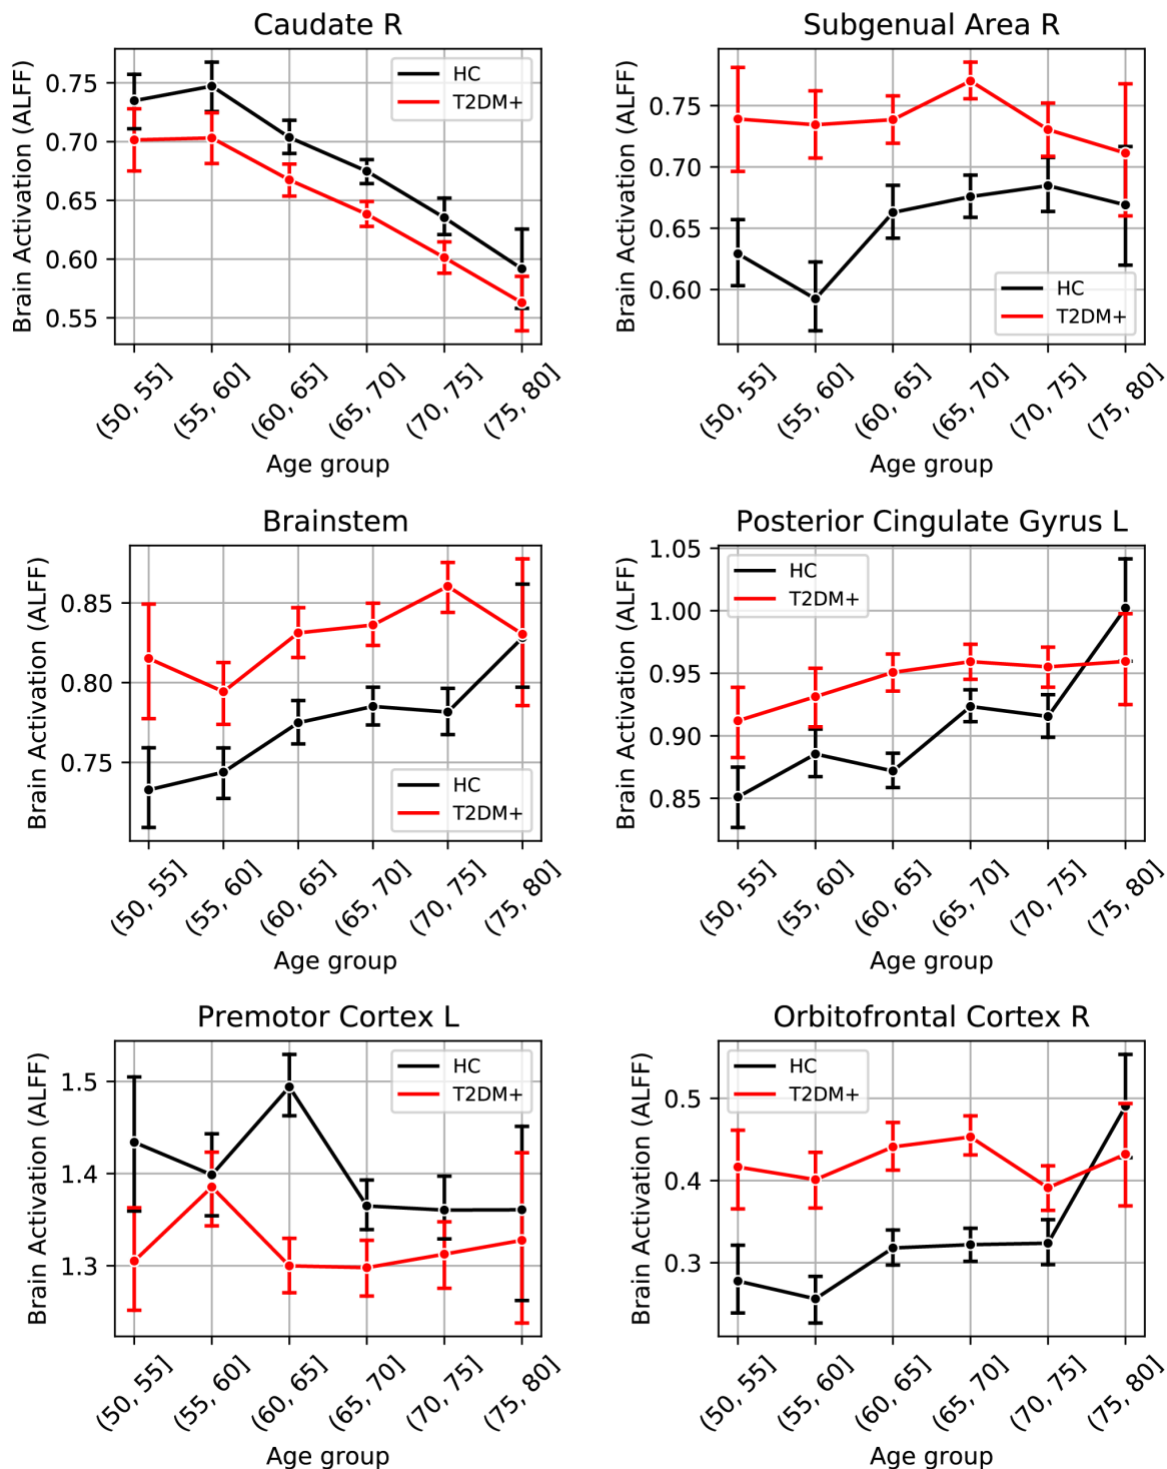 Caudate R
Brain Activation (ALFF)
0.75
0.70
0.65
0.60
0.55
HC
T2DM+
(50, 55]
(55, 60]
(60, 65]
(65, 70]
(70, 75]
(75, 80]
Age group
Subgenual Area R
Brain Activation (ALFF)
0.75
0.70
0.65
0.60
HC
T2DM+
(50, 55]
(55, 60]
(60, 65]
(65, 70]
(70, 75]
(75, 80]
Age group
Brainstem
Brain Activation (ALFF)
0.85
0.80
0.75
HC
T2DM+
(50, 55]
(55, 60]
(60, 65]
(65, 70]
(70, 75]
(75, 80]
Age group
Posterior Cingulate Gyrus L
Brain Activation (ALFF)
1.05
1.00
0.95
0.90
0.85
HC
T2DM+
(50, 55]
(55, 60]
(60, 65]
(65, 70]
(70, 75]
(75, 80]
Age group
Premotor Cortex L
Brain Activation (ALFF)
1.5
1.4
1.3
HC
T2DM+
(50, 55]
(55, 60]
(60, 65]
(65, 70]
(70, 75]
(75, 80]
Age group
Orbitofrontal Cortex R
Brain Activation (ALFF)
0.5
0.4
0.3
HC
T2DM+
(50, 55]
(55, 60]
(60, 65]
(65, 70]
(70, 75]
(75, 80]
Age group